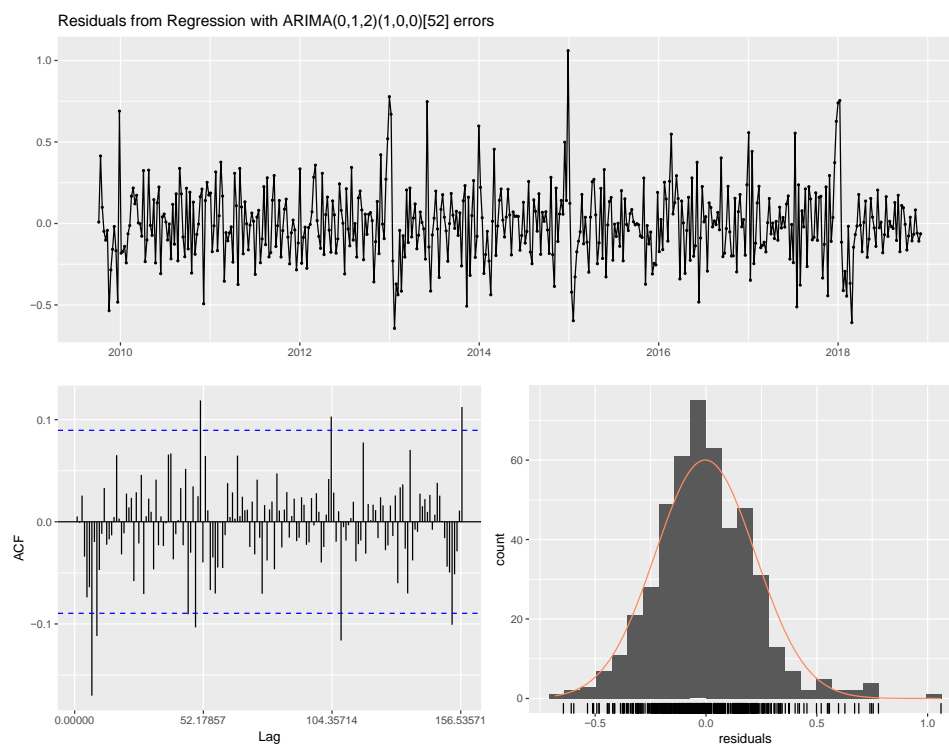 Residuals from Regression with ARIMA(0,1,2)(1,0,0)[52] errors
1.0
0.5
0.0
−0.5
2010 2012 2014 2016 2018
0.1
0.0
−0.1
ACF
0.00000 52.17857 104.35714 156.53571
Lag
60
40
20
0
count
−0.5 0.0 0.5 1.0
residuals